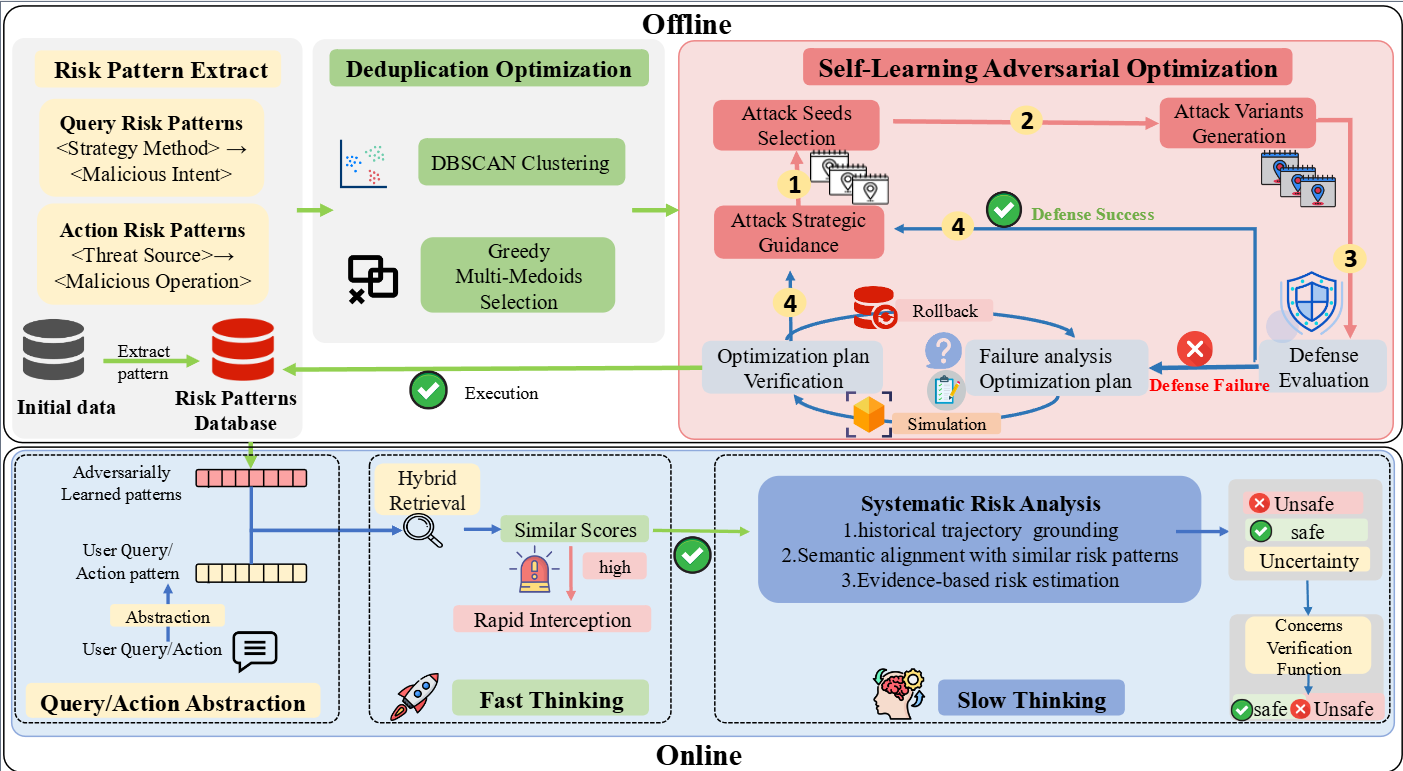 Offline
Risk Pattern Extract
Query Risk Patterns
<Strategy Method> →
<Malicious Intent>
Action Risk Patterns
<Threat Source>→
<Malicious Operation>
Initial data
Extract
pattern
Risk Patterns
Database
Deduplication Optimization
DBSCAN Clustering
Greedy
Multi-Medoids
Selection
Self-Learning Adversarial Optimization
Attack Seeds
Selection
2
Attack Variants
Generation
1
Attack Strategic
Guidance
4
Defense Success
3
4
Rollback
Optimization plan
Verification
Failure analysis
Optimization plan
Defense Failure
Defense
Evaluation
Execution
Simulation
Adversarially
Learned patterns
User Query/
Action pattern
Abstraction
User Query/Action
Query/Action Abstraction
Hybrid
Retrieval
Similar Scores
high
Rapid Interception
Fast Thinking
Systematic Risk Analysis
1.historical trajectory grounding
2.Semantic alignment with similar risk patterns
3.Evidence-based risk estimation
Slow Thinking
Unsafe
safe
Uncertainty
Concerns
Verification
Function
safe
Unsafe
Online